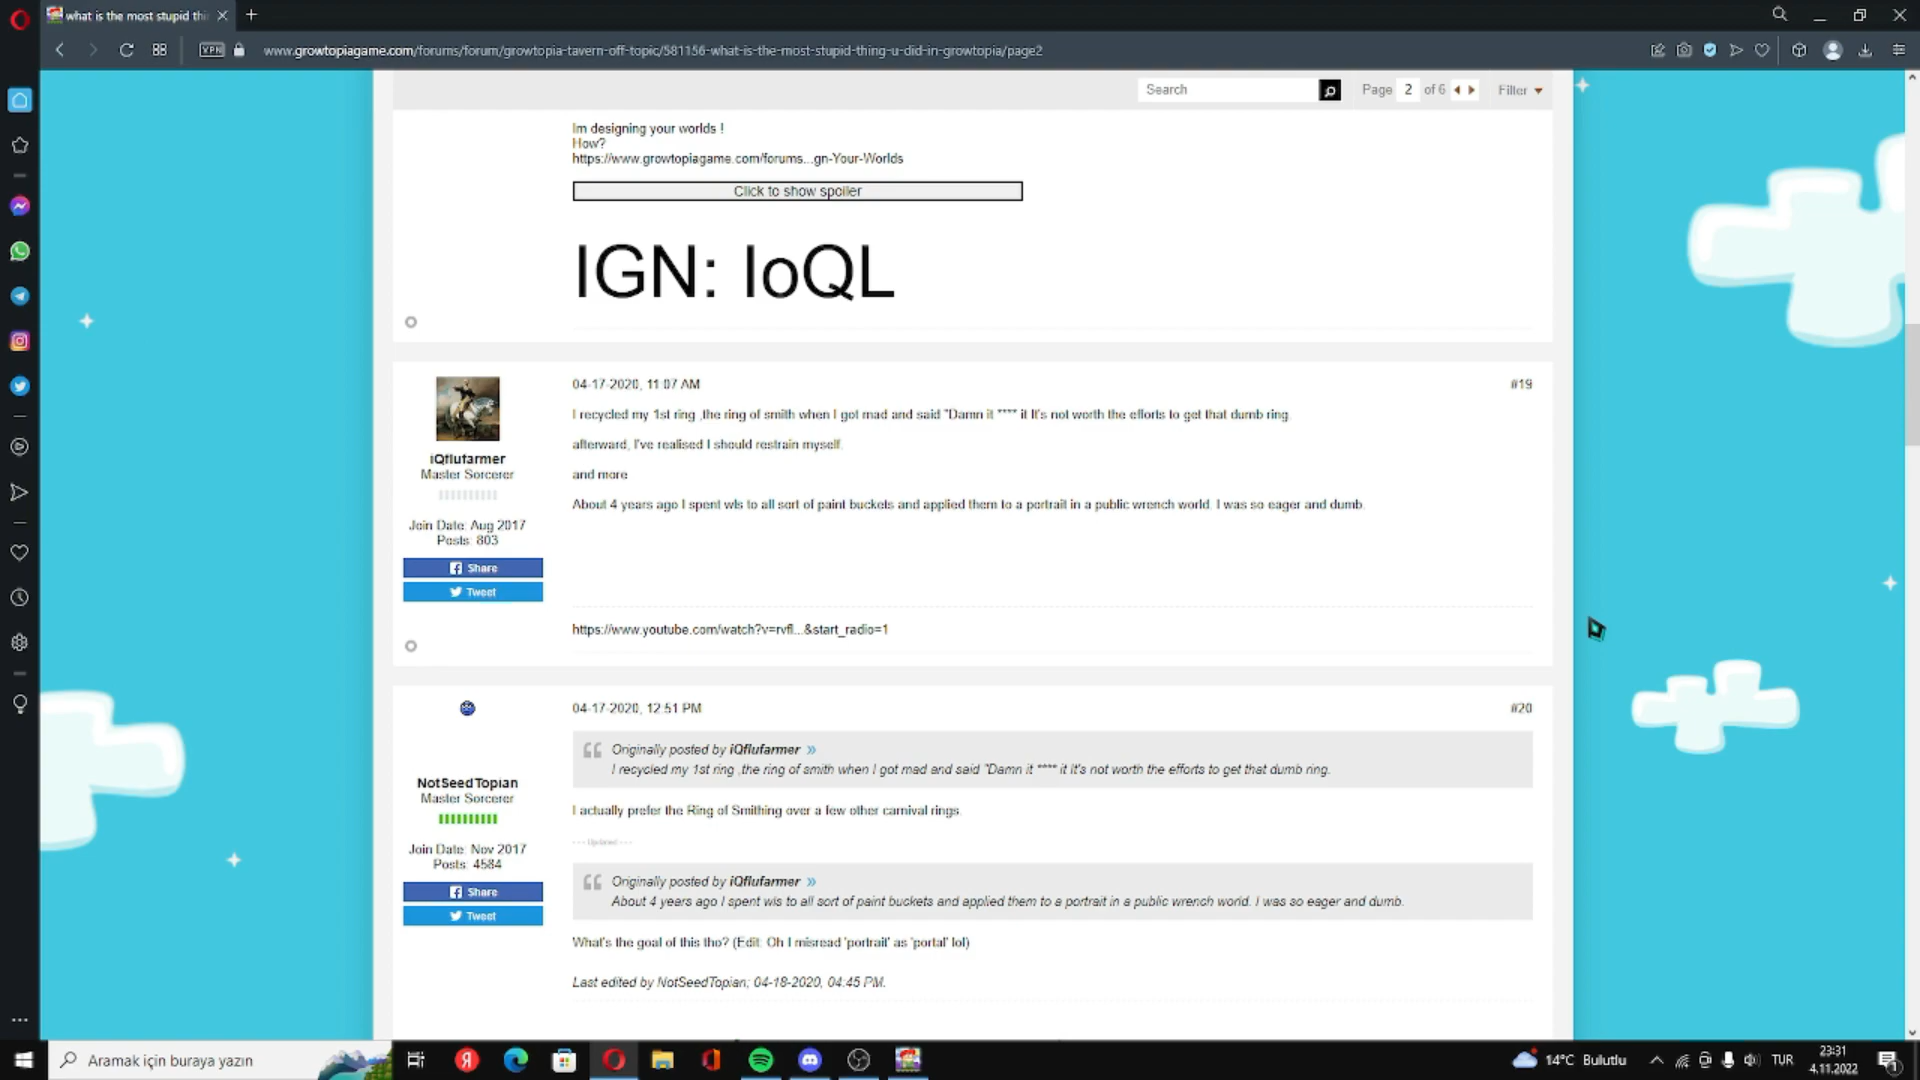 what is the most stupid thi
VPN
www.growtopiagame.com/forums/forum/growtopia-tavern-off-topic/581156-what-is-the-most-stupid-thing-u-did-in-growtopia/page2
Search
Page 2 of 6
Filter
Im designing your worlds !
How?
https://www.growtopiagame.com/forums...gn-Your-Worlds
Click to show spoiler
IGN: IoQL
04-17-2020, 11:07 AM
#19
iQflufarmer
Master Sorcerer
Join Date: Aug 2017
Posts: 803
Share
Tweet
I recycled my 1st ring ,the ring of smith when I got mad and said "Damn it **** it It's not worth the efforts to get that dumb ring.
afterward, I've realised I should restrain myself.
and more
About 4 years ago I spent wls to all sort of paint buckets and applied them to a portrait in a public wrench world. I was so eager and dumb.
https://www.youtube.com/watch?v=rvfl...&start_radio=1
04-17-2020, 12:51 PM
#20
NotSeedTopian
Master Sorcerer
Join Date: Nov 2017
Posts: 4584
Share
Tweet
Originally posted by iQflufarmer »
I recycled my 1st ring ,the ring of smith when I got mad and said "Damn it **** it It's not worth the efforts to get that dumb ring.
I actually prefer the Ring of Smithing over a few other carnival rings.
--- Updated ---
Originally posted by iQflufarmer »
About 4 years ago I spent wls to all sort of paint buckets and applied them to a portrait in a public wrench world. I was so eager and dumb.
What's the goal of this tho? (Edit: Oh I misread 'portrait' as 'portal' lol)
Last edited by NotSeedTopian; 04-18-2020, 04:45 PM.
Aramak için buraya yazın
14°C Bulutlu
TUR
23:31
4.11.2022
1